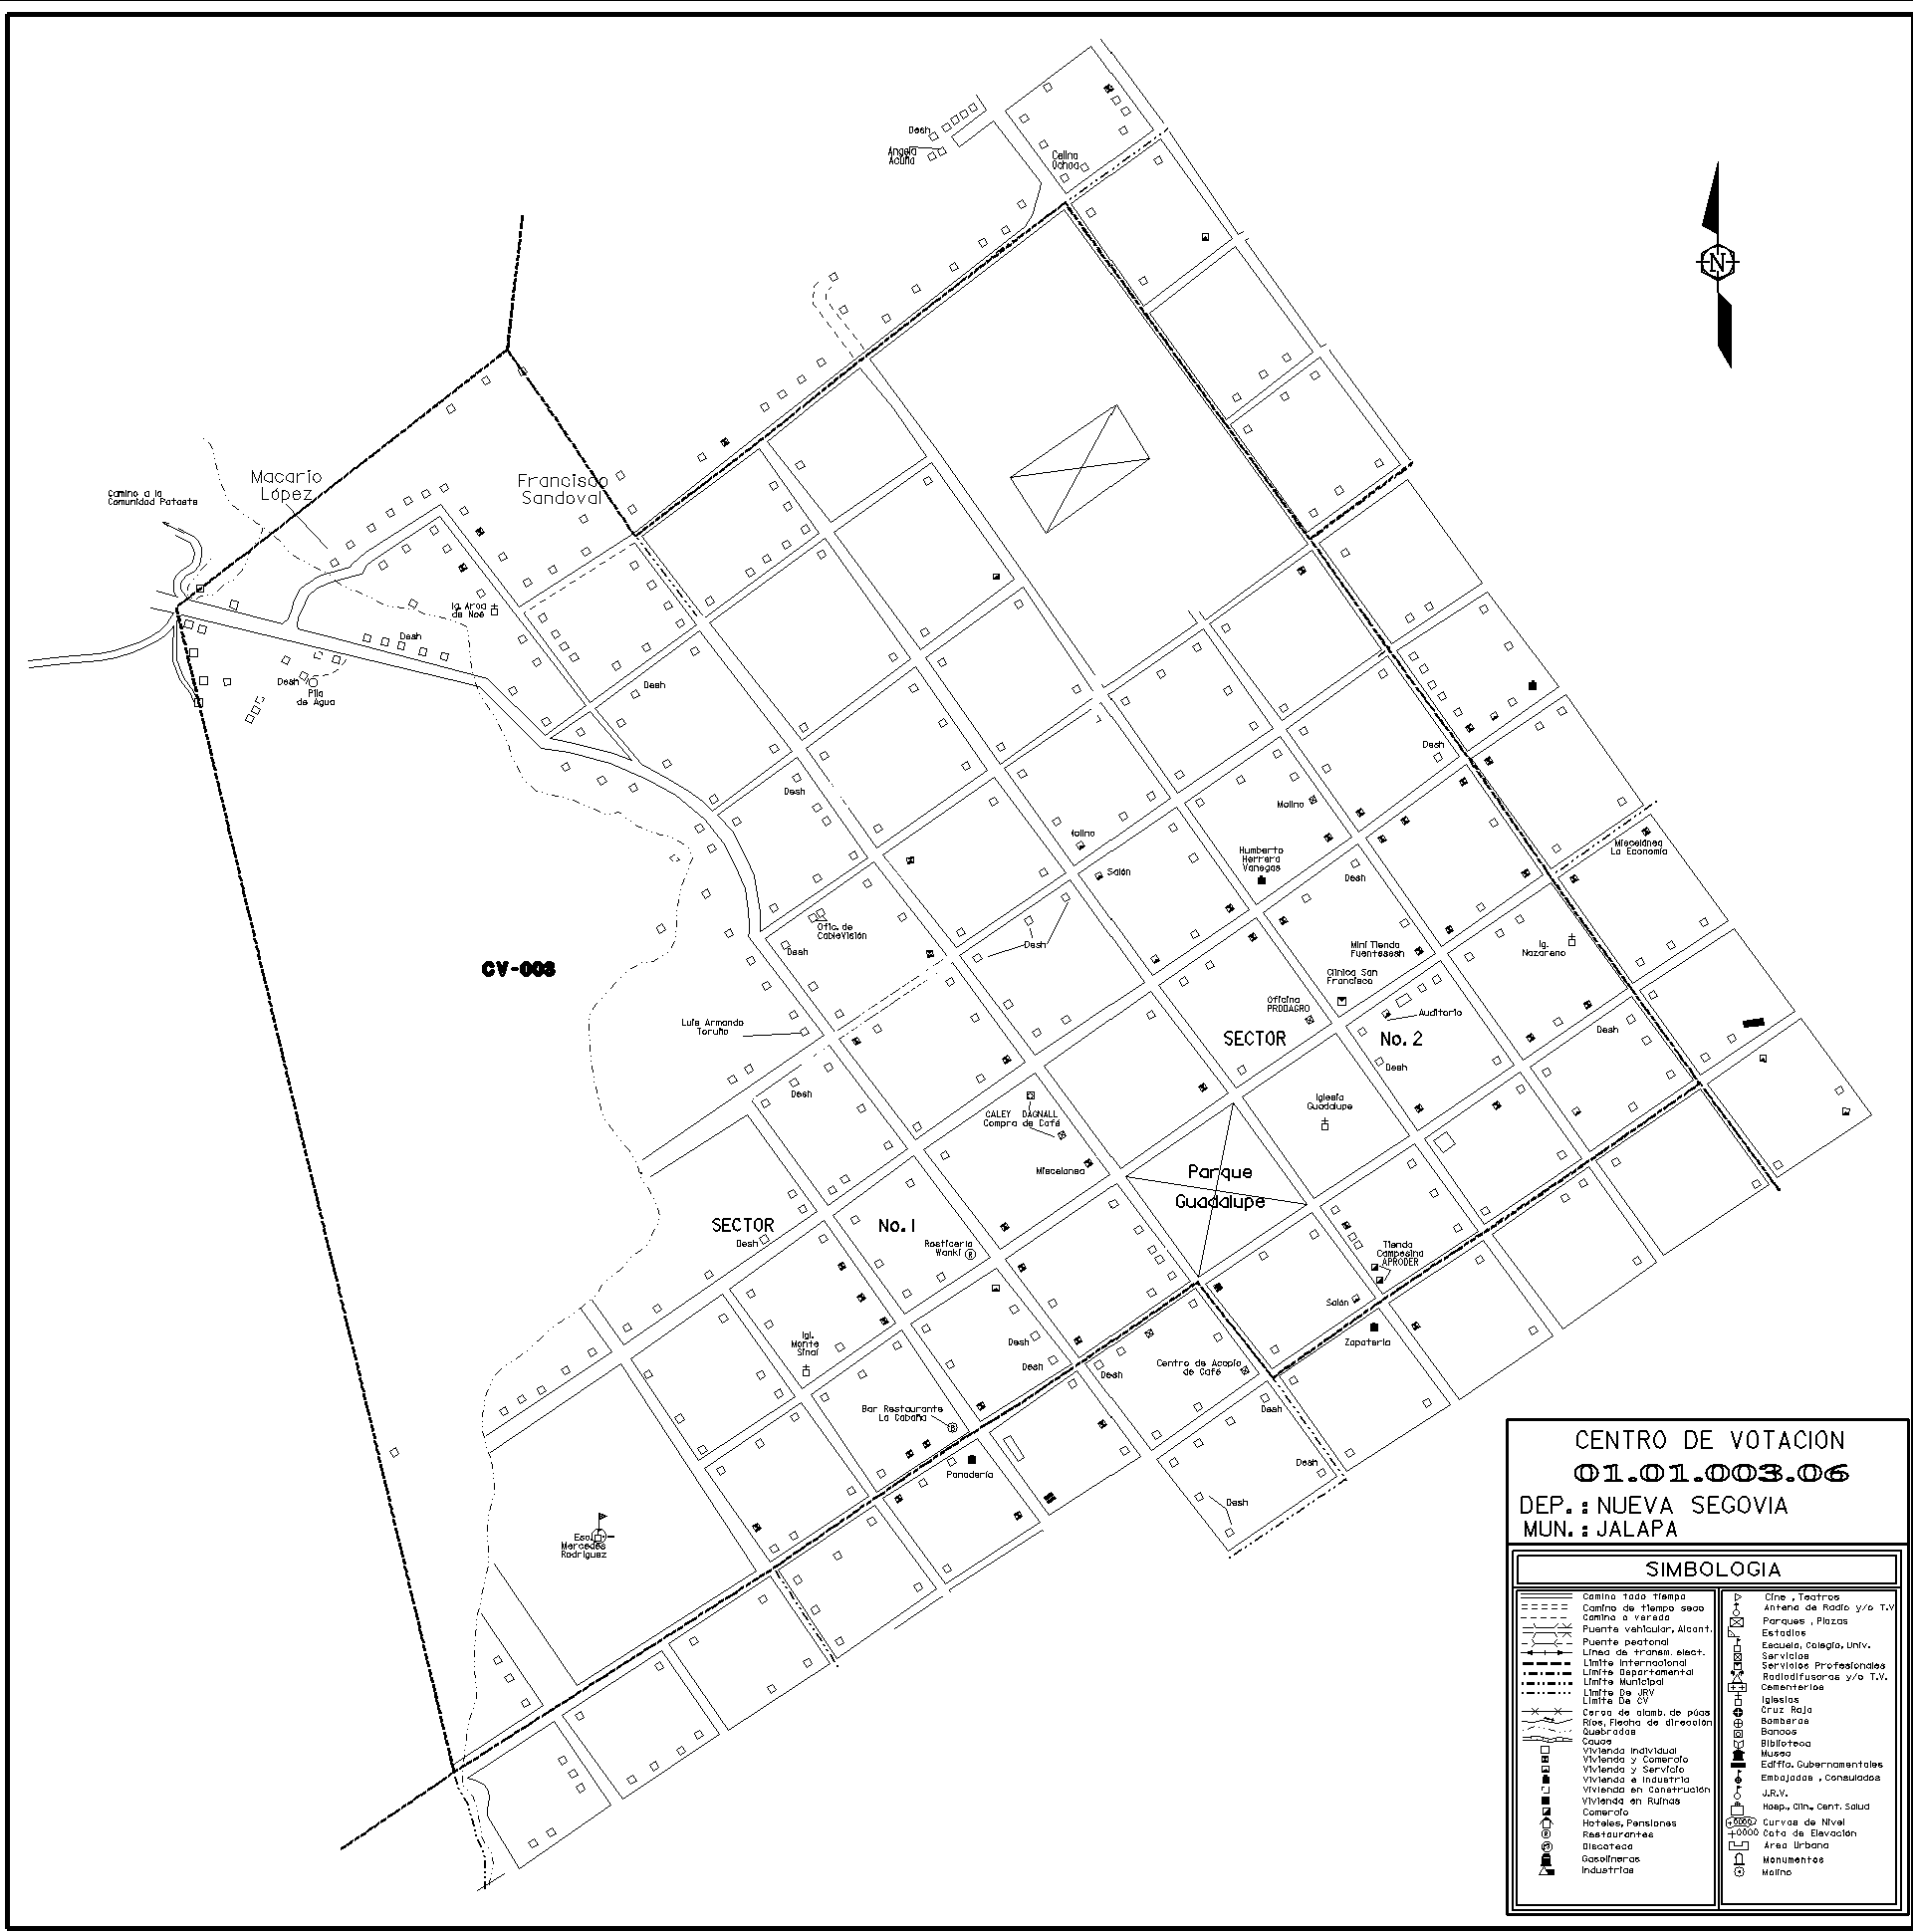 Desh
Angela
Acuña
Celina
Ochoa
N
Macario
López
Francisco
Sandoval
Camino a la
Comunidad Pataste
Ig. Arca
de Noé
Desh
Desh
Pila
de Agua
Desh
Desh
Desh
Molino
Salón
Humberto
Herrera
Vanegas
Desh
Miscelánea
La Economía
Ofic. de
CableVisión
Desh
Desh
Mini Tienda
Ig.
Nazareno
CV-003
Clínica San
Francisco
Oficina
PRODAGRO
Auditorio
Luis Armando
Toruño
SECTOR
No. 2
Desh
Desh
Desh
Iglesia
Guadalupe
CALEY DAGNALL
Compra de Café
Miscelanea
Parque
Guadalupe
SECTOR
No. 1
Desh
Rosticeria
Wanki
Tienda
Campesina
APRODER
Salón
Igl.
Monte
Sinaí
Desh
Desh
Desh
Centro de Acopio
de Café
Zapatería
Bar Restaurante
La Cabaña
Desh
Panadería
Desh
Desh
Esc.
Mercedes
Rodríguez
CENTRO DE VOTACION
01.01.003.06
DEP. : NUEVA SEGOVIA
MUN. : JALAPA
SIMBOLOGIA
Camino todo tiempo
Camino de tiempo seco
Camino o vereda
Puente vehicular, Alcant.
Puente peatonal
Línea de transm. elect.
Límite Internacional
Límite Departamental
Límite Municipal
Límite De JRV
Límite De CV
Cerca de alamb. de púas
Ríos, Flecha de dirección
Quebradas
Cauce
Vivienda Individual
Vivienda y Comercio
Vivienda y Servicio
Vivienda e Industria
Vivienda en Construción
Vivienda en Ruinas
Comercio
Hoteles, Pensiones
Restaurantes
Discoteca
Gasolineras
Industrias
Cine , Teatros
Antena de Radio y/o T.V
Parques , Plazas
Estadios
Escuela, Colegio, Univ.
Servicios
Servicios Profesionales
Radiodifusoras y/o T.V.
Cementerios
Iglesias
Cruz Roja
Bomberos
Bancos
Biblioteca
Museo
Edific. Gubernamentales
Embajadas , Consulados
J.R.V.
Hosp., Clin., Cent. Salud
Curvas de Nivel
+0000 Cota de Elevación
Area Urbana
Monumentos
Molino